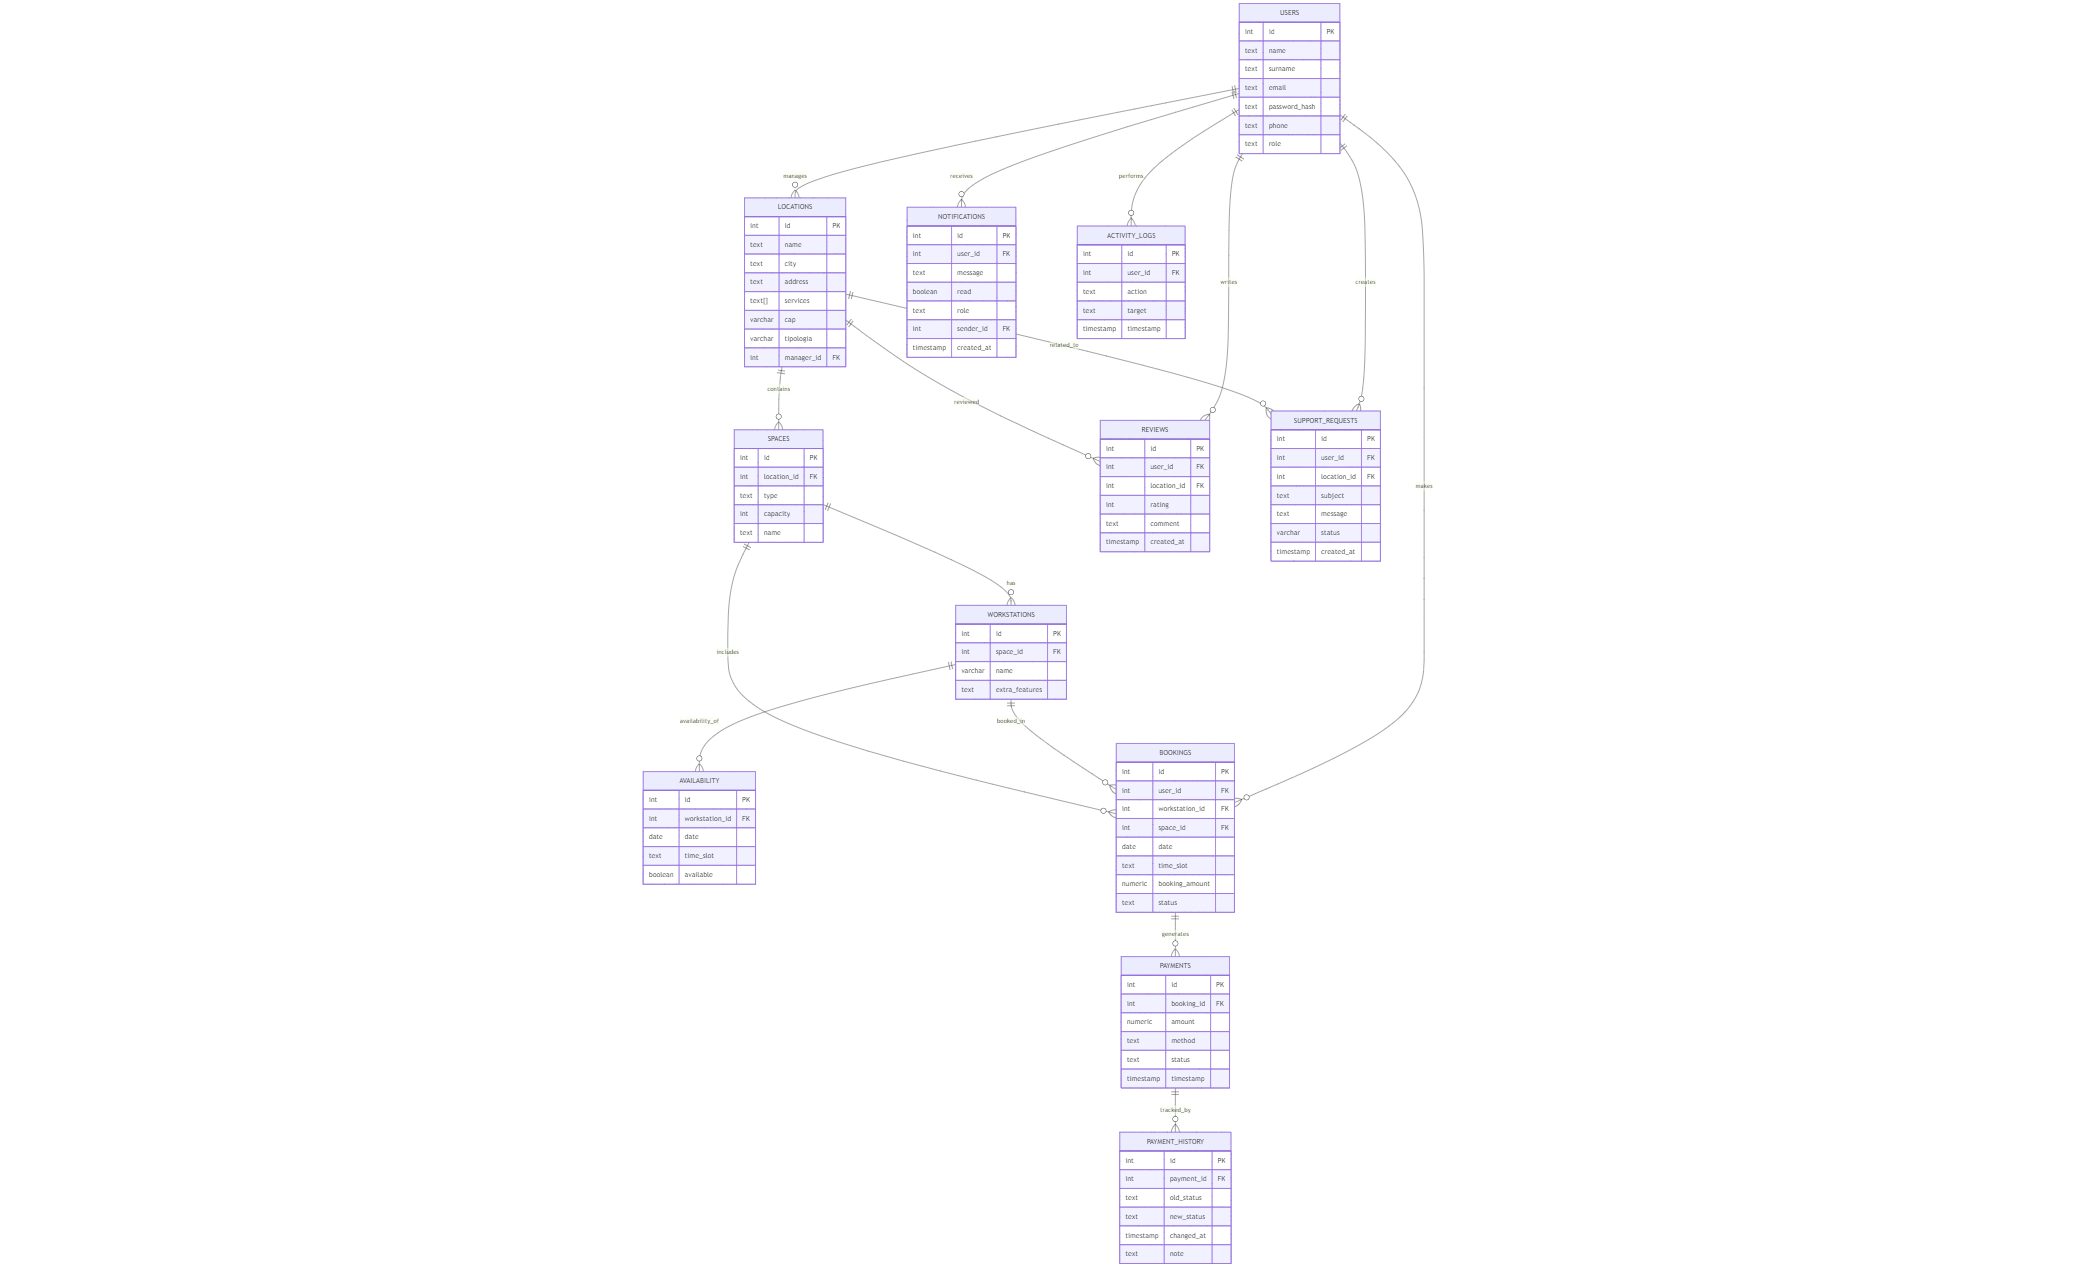 USERS
int id PK
text name
text surname
text email
text password_hash
text phone
text role
manages
receives
performs
LOCATIONS
int id PK
text name
text city
text address
text[] services
varchar cap
varchar tipologia
int manager_id FK
NOTIFICATIONS
int id PK
int user_id FK
text message
boolean read
text role
int sender_id FK
timestamp created_at
ACTIVITY_LOGS
int id PK
int user_id FK
text action
text target
timestamp timestamp
writes
creates
related_to
contains
reviewed
SPACES
int id PK
int location_id FK
text type
int capacity
text name
REVIEWS
int id PK
int user_id FK
int location_id FK
int rating
text comment
timestamp created_at
SUPPORT_REQUESTS
int id PK
int user_id FK
int location_id FK
text subject
text message
varchar status
timestamp created_at
makes
has
WORKSTATIONS
int id PK
int space_id FK
varchar name
text extra_features
includes
availability_of
booked_in
AVAILABILITY
int id PK
int workstation_id FK
date date
text time_slot
boolean available
BOOKINGS
int id PK
int user_id FK
int workstation_id FK
int space_id FK
date date
text time_slot
numeric booking_amount
text status
generates
PAYMENTS
int id PK
int booking_id FK
numeric amount
text method
text status
timestamp timestamp
tracked_by
PAYMENT_HISTORY
int id PK
int payment_id FK
text old_status
text new_status
timestamp changed_at
text note